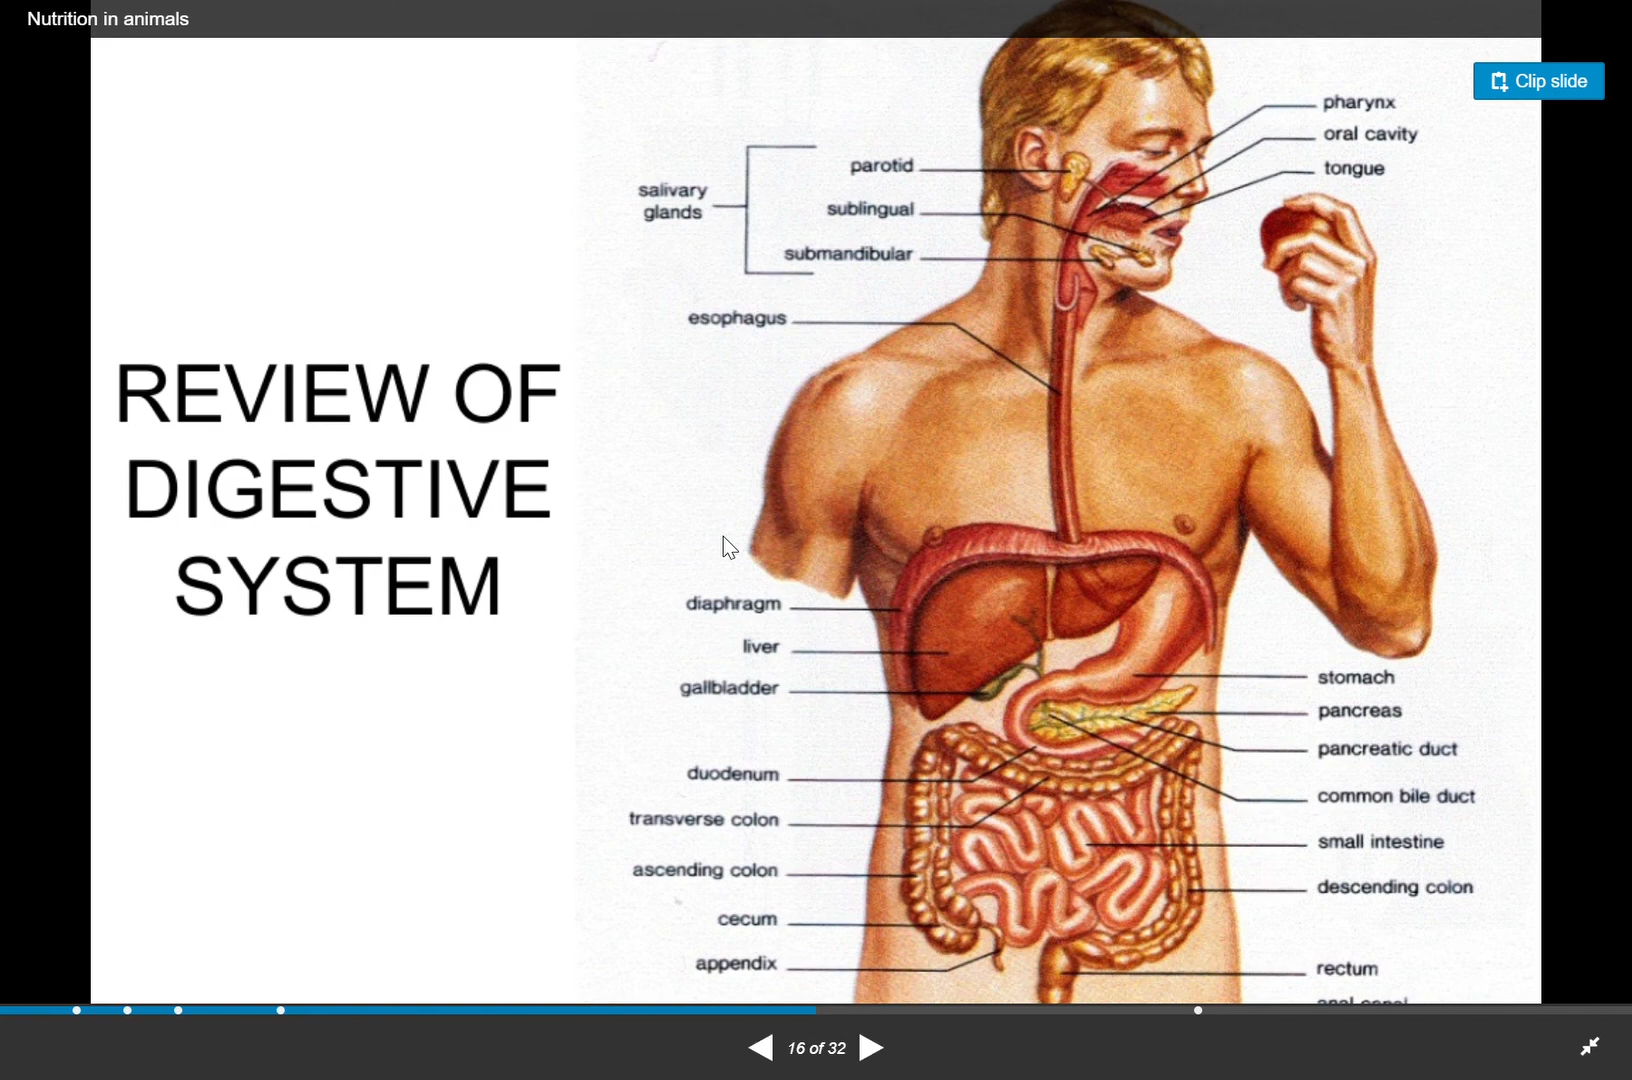 Nutrition in animals
Clip slide
REVIEW OF
DIGESTIVE
SYSTEM
salivary
glands
parotid
sublingual
submandibular
esophagus
diaphragm
liver
gallbladder
duodenum
transverse colon
ascending colon
cecum
appendix
pharynx
oral cavity
tongue
stomach
pancreas
pancreatic duct
common bile duct
small intestine
descending colon
rectum
16 of 32